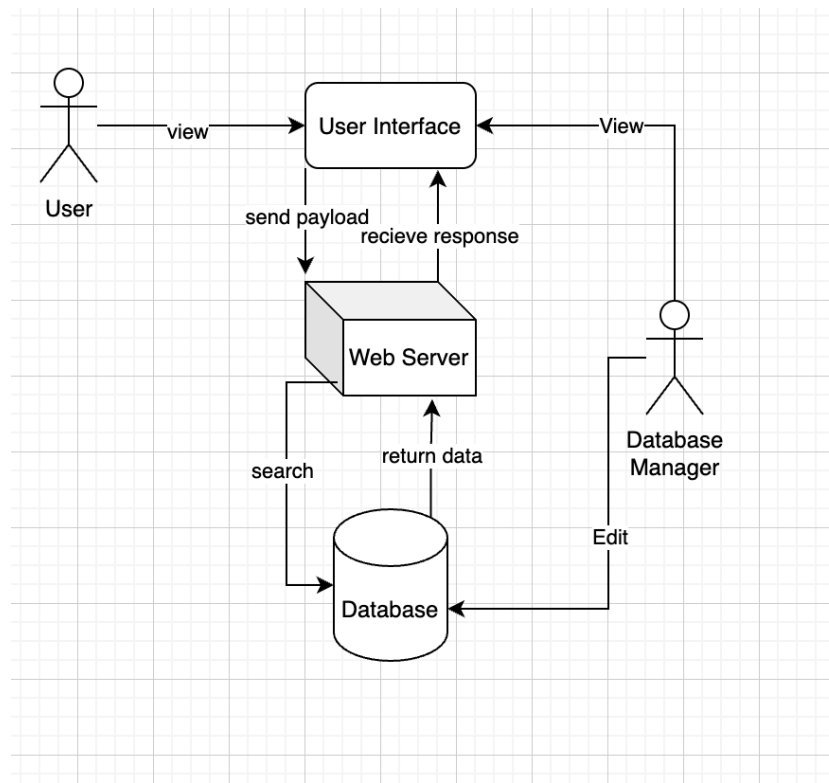 view
User Interface
View
User
send payload
recieve response
Web Server
Database
Manager
return data
search
Edit
Database